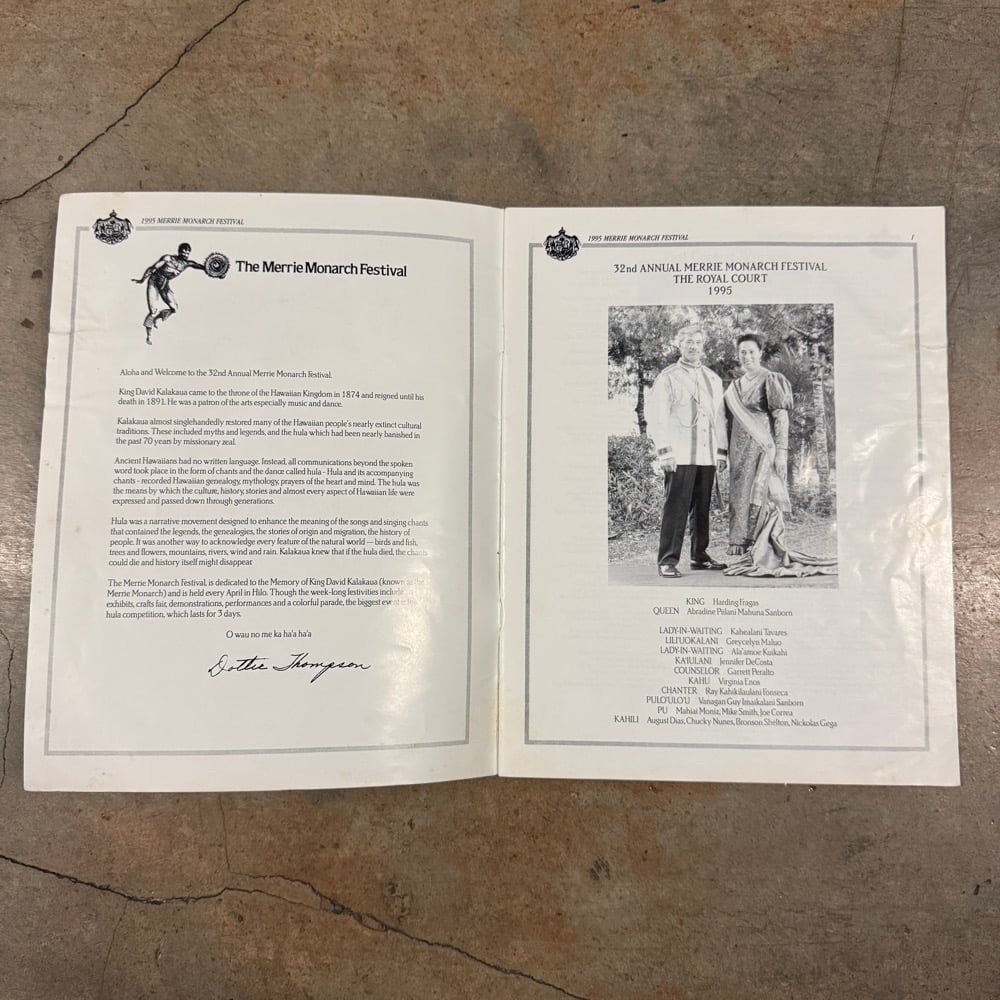 1995 MERRIE MONARCH FESTIVAL
The Merrie Monarch Festival
Aloha and Welcome to the 32nd Annual Merrie Monarch Festival.
King David Kalakaua came to the throne of the Hawaiian Kingdom in 1874 and reigned until his
death in 1891. He was a patron of the arts especially music and dance.
Kalakaua almost singlehandedly restored many of the Hawaiian people's nearly extinct cultural
traditions. These included myths and legends, and the hula which had been nearly banished in
the past 70 years by missionary zeal.
Ancient Hawaiians had no written language. Instead, all communications beyond the spoken
word took place in the form of chants and the dance called hula - Hula and its accompanying
chants - recorded Hawaiian genealogy, mythology, prayers of the heart and mind. The hula was
the means by which the culture, history, stories and almost every aspect of Hawaiian life were
expressed and passed down through generations.
Hula was a narrative movement designed to enhance the meaning of the songs and singing chants
that contained the legends, the genealogies, the stories of origin and migration, the history of
people. It was another way to acknowledge every feature of the natural world — birds and fish,
trees and flowers, mountains, rivers, wind and rain. Kalakaua knew that if the hula died, the chants
could die and history itself might disappear.
The Merrie Monarch Festival, is dedicated to the Memory of King David Kalakaua (known as the
Merrie Monarch) and is held every April in Hilo. Though the week-long festivities include
exhibits, crafts fair, demonstrations, performances and a colorful parade, the biggest event
hula competition, which lasts for 3 days.
O wau no me ka ha'a ha'a
Dottie Thompson
1995 MERRIE MONARCH FESTIVAL 1
32nd ANNUAL MERRIE MONARCH FESTIVAL
THE ROYAL COURT
1995
KING Harding Fragas
QUEEN Abradine Piilani Mahuna Sanborn
LADY-IN-WAITING Kahealani Tavares
LILI'UOKALANI Greycelyn Maluo
LADY-IN-WAITING Ala'amoe Kuikahi
KA'IULANI Jennifer DeCosta
COUNSELOR Garrett Peralto
KAHU Virginia Enos
CHANTER Ray Kahikilaulani Fonseca
PULO'ULO'U Vanagan Guy Imaikalani Sanborn
PU Mahiai Moniz, Mike Smith, Joe Correa
KAHILI August Dias, Chucky Nunes, Bronson Shelton, Nickolas Gega